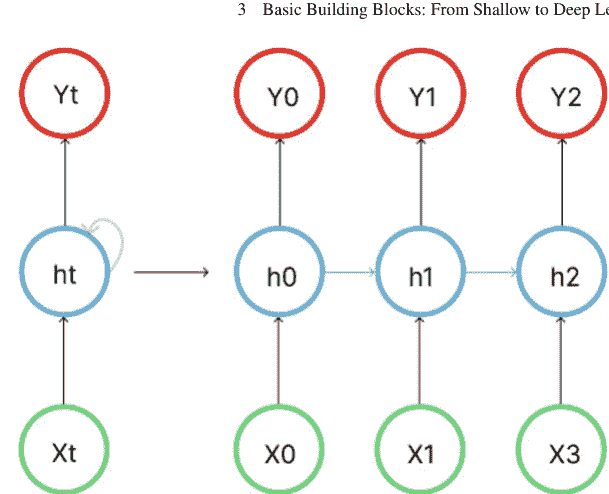 3 Basic Building Blocks: From Shallow to Deep Le
Yt Y0 Y1 Y2
ht h0 h1 h2
Xt X0 X1 X3